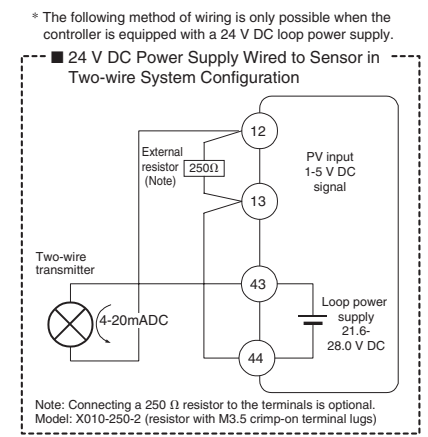 * The following method of wiring is only possible when the
controller is equipped with a 24 V DC loop power supply.
■ 24 V DC Power Supply Wired to Sensor in
Two-wire System Configuration
12
External
resistor
(Note)
250Ω
PV input
1-5 V DC
signal
13
Two-wire
transmitter
43
4-20mADC
Loop power
supply
21.6-
28.0 V DC
44
Note: Connecting a 250 Ω resistor to the terminals is optional.
Model: X010-250-2 (resistor with M3.5 crimp-on terminal lugs)